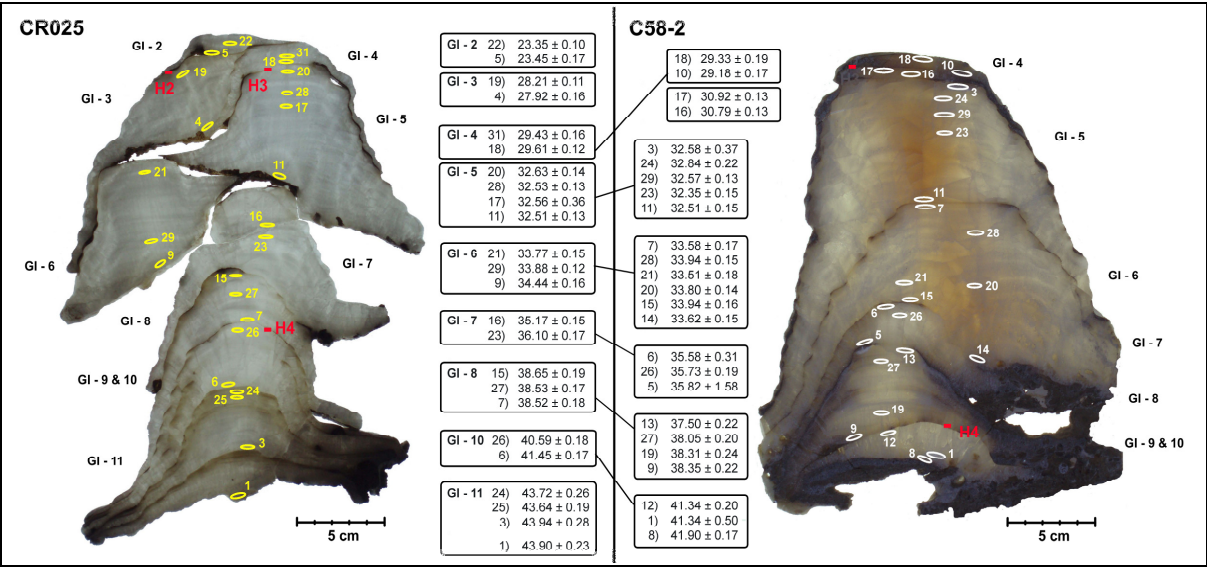 CR025
GI - 2
22
5
31
18
GI - 4
19
H2
H3
20
GI - 3
28
17
GI - 5
4
21
11
16
29
23
9
GI - 6
GI - 7
15
27
GI - 8
7
26
H4
GI - 9 & 10
6
24
25
3
GI - 11
1
5 cm
GI - 2 22) 23.35 ± 0.10
5) 23.45 ± 0.17
GI - 3 19) 28.21 ± 0.11
4) 27.92 ± 0.16
GI - 4 31) 29.43 ± 0.16
18) 29.61 ± 0.12
GI - 5 20) 32.63 ± 0.14
28) 32.53 ± 0.13
17) 32.56 ± 0.36
11) 32.51 ± 0.13
GI - 6 21) 33.77 ± 0.15
29) 33.88 ± 0.12
9) 34.44 ± 0.16
GI - 7 16) 35.17 ± 0.15
23) 36.10 ± 0.17
GI - 8 15) 38.65 ± 0.19
27) 38.53 ± 0.17
7) 38.52 ± 0.18
GI - 10 26) 40.59 ± 0.18
6) 41.45 ± 0.17
GI - 11 24) 43.72 ± 0.26
25) 43.64 ± 0.19
3) 43.94 ± 0.28
1) 43.90 ± 0.23
C58-2
18) 29.33 ± 0.19
10) 29.18 ± 0.17
17) 30.92 ± 0.13
16) 30.79 ± 0.13
3) 32.58 ± 0.37
24) 32.84 ± 0.22
29) 32.57 ± 0.13
23) 32.35 ± 0.15
11) 32.51 ± 0.15
7) 33.58 ± 0.17
28) 33.94 ± 0.15
21) 33.51 ± 0.18
20) 33.80 ± 0.14
15) 33.94 ± 0.16
14) 33.62 ± 0.15
6) 35.58 ± 0.31
26) 35.73 ± 0.19
5) 35.82 ± 1.58
13) 37.50 ± 0.22
27) 38.05 ± 0.20
19) 38.31 ± 0.24
9) 38.35 ± 0.22
12) 41.34 ± 0.20
1) 41.34 ± 0.50
8) 41.90 ± 0.17
18
10
GI - 4
17
16
3
24
29
23
GI - 5
11
7
28
21
20
GI - 6
15
6
26
5
13
14
GI - 7
27
GI - 8
19
9
12
H4
GI - 9 & 10
8
1
5 cm